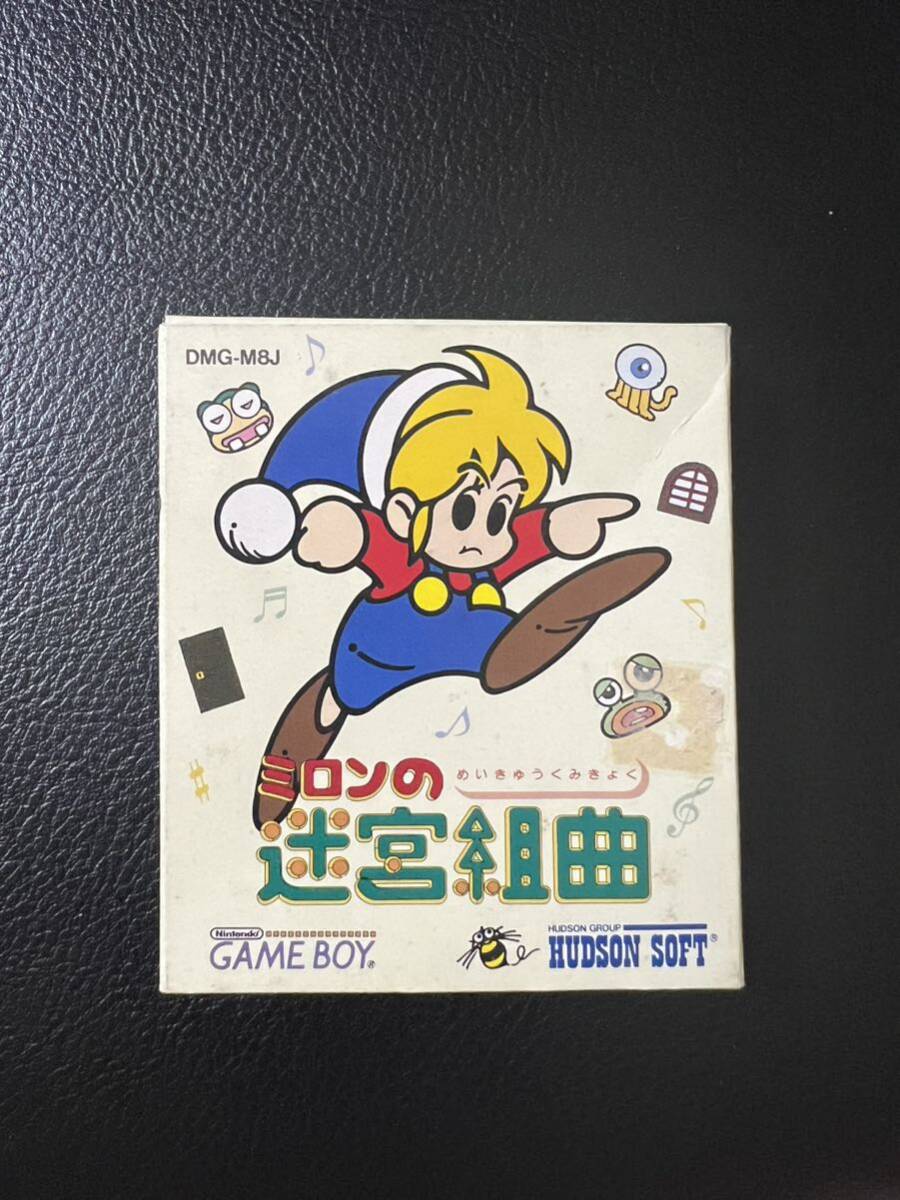 DMG-M8J
ミロンの
めいきゅうくみきょく
迷宮組曲
Nintendo
GAME BOY®
HUDSON GROUP
HUDSON SOFT®